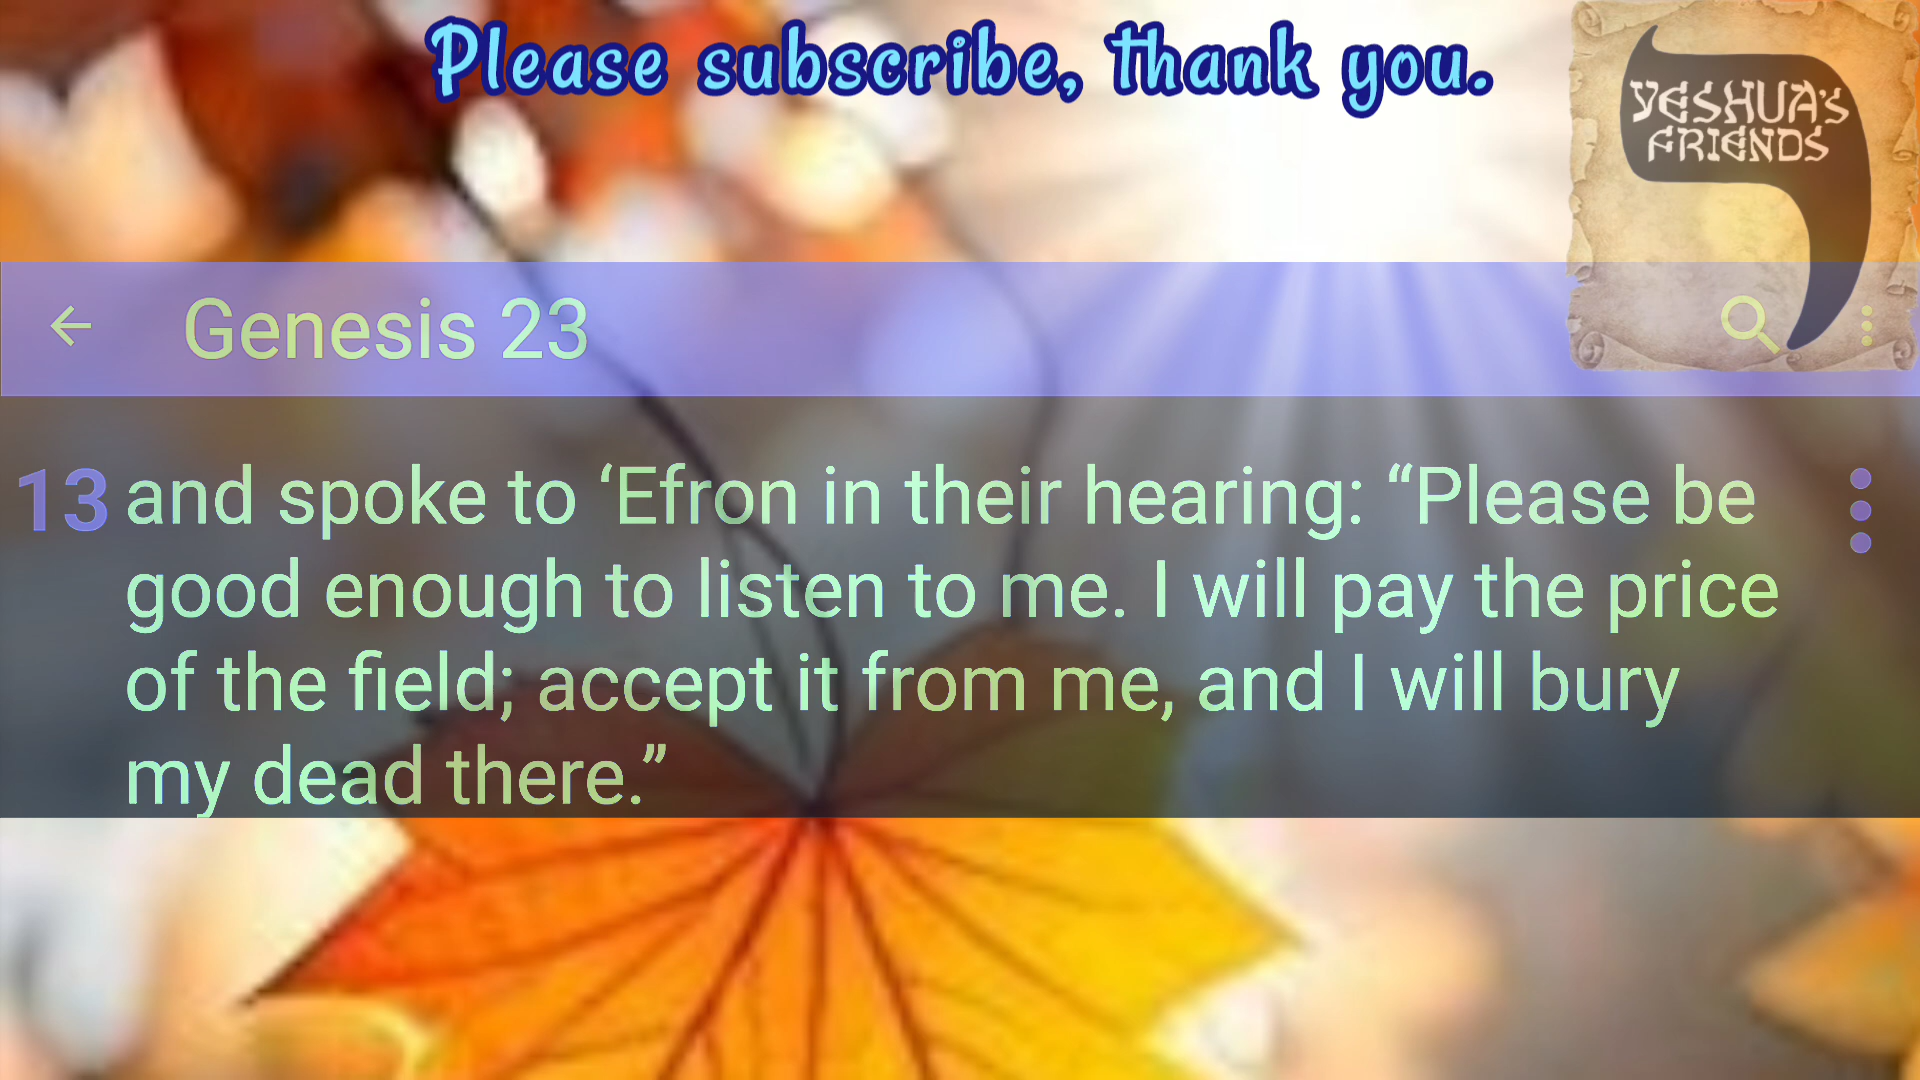 Please subscribe, thank you.
YESHUA'S
FRIENDS
Genesis 23
13 and spoke to ‘Efron in their hearing: “Please be
good enough to listen to me. I will pay the price
of the field; accept it from me, and I will bury
my dead there.”